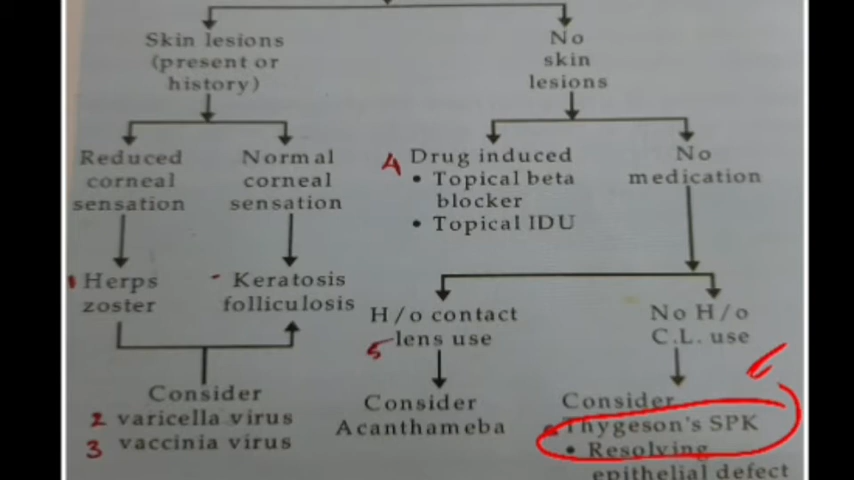 Skin lesions
(present or
history)
No
skin
lesions
Reduced
corneal
sensation
Normal
corneal
sensation
4 Drug induced
• Topical beta
blocker
• Topical IDU
No
medication
Herps
zoster
Keratosis
folliculosis
H/o contact
5 lens use
No H/o
C.L. use
Consider
2 varicella virus
3 vaccinia virus
Consider
Acanthameba
Consider
Thygeson's SPK
• Resolving
epithelial defect